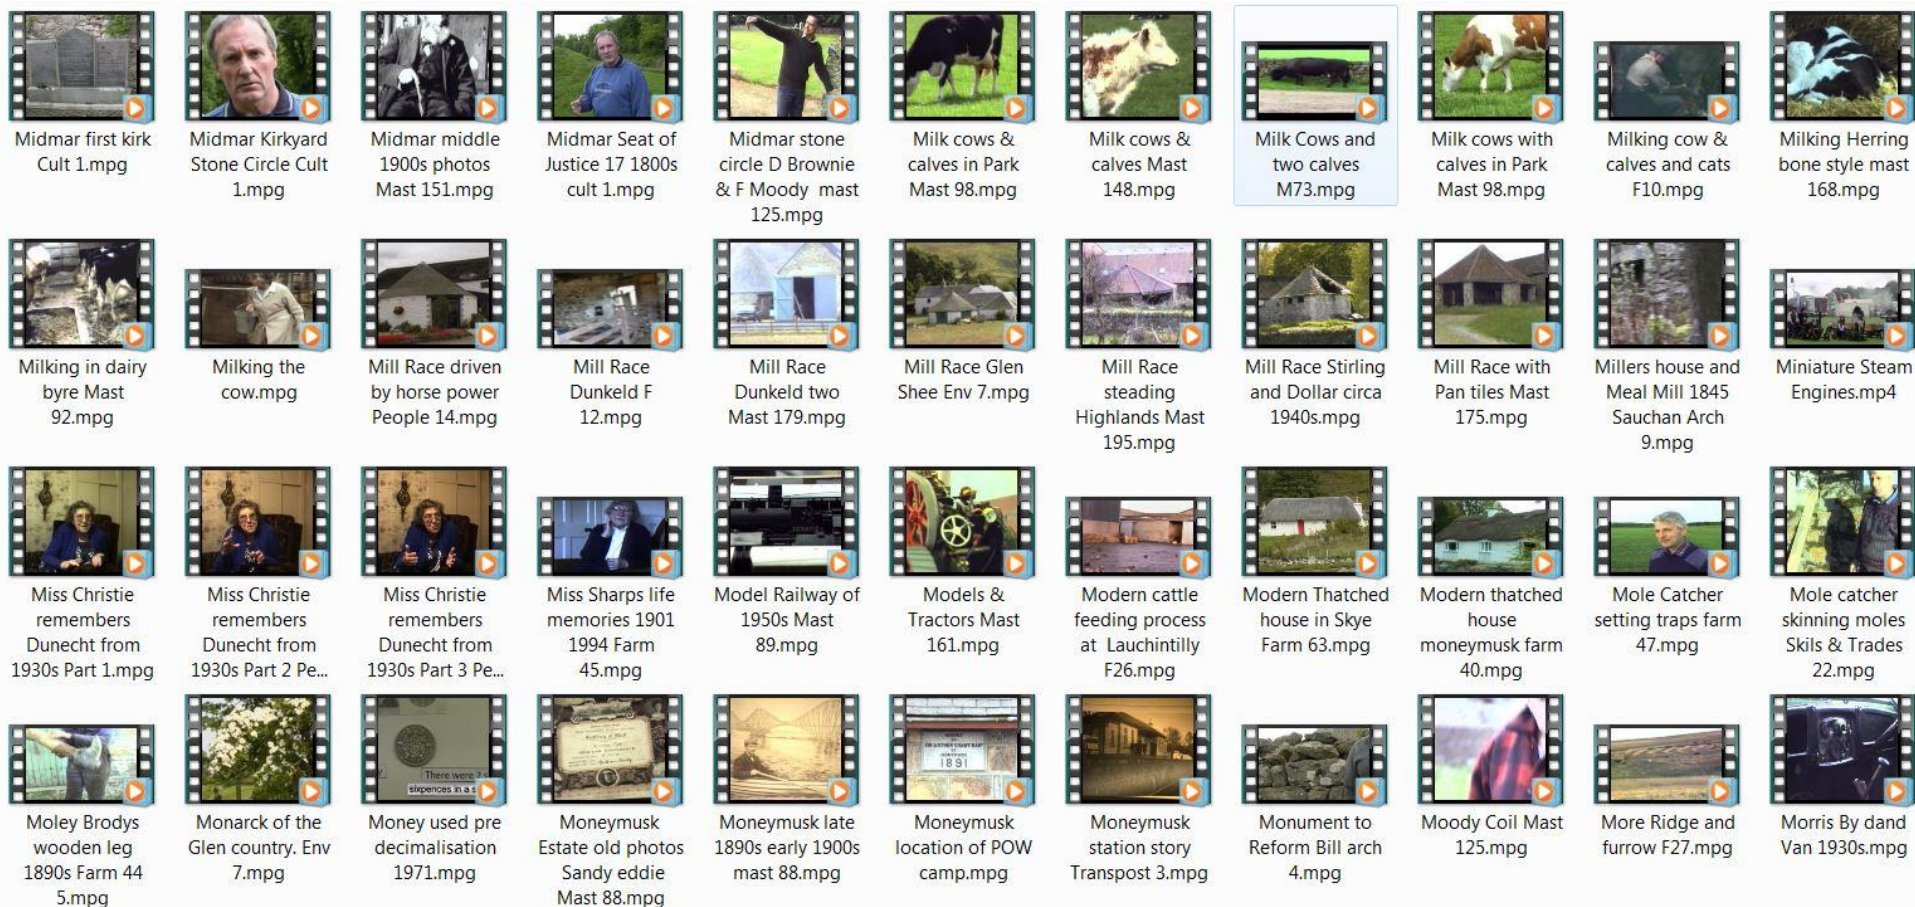 Midmar first kirk
Cult 1.mpg
Midmar Kirkyard
Stone Circle Cult
1.mpg
Midmar middle
1900s photos
Mast 151.mpg
Midmar Seat of
Justice 17 1800s
cult 1.mpg
Midmar stone
circle D Brownie
& F Moody mast
125.mpg
Milk cows &
calves in Park
Mast 98.mpg
Milk cows &
calves Mast
148.mpg
Milk Cows and
two calves
M73.mpg
Milk cows with
calves in Park
Mast 98.mpg
Milking cow &
calves and cats
F10.mpg
Milking Herring
bone style mast
168.mpg
Milking in dairy
byre Mast
92.mpg
Milking the
cow.mpg
Mill Race driven
by horse power
People 14.mpg
Mill Race
Dunkeld F
12.mpg
Mill Race
Dunkeld two
Mast 179.mpg
Mill Race Glen
Shee Env 7.mpg
Mill Race
steading
Highlands Mast
195.mpg
Mill Race Stirling
and Dollar circa
1940s.mpg
Mill Race with
Pan tiles Mast
175.mpg
Millers house and
Meal Mill 1845
Sauchan Arch
9.mpg
Miniature Steam
Engines.mp4
Miss Christie
remembers
Dunecht from
1930s Part 1.mpg
Miss Christie
remembers
Dunecht from
1930s Part 2 Pe...
Miss Christie
remembers
Dunecht from
1930s Part 3 Pe...
Miss Sharps life
memories 1901
1994 Farm
45.mpg
Model Railway of
1950s Mast
89.mpg
Models &
Tractors Mast
161.mpg
Modern cattle
feeding process
at Lauchintilly
F26.mpg
Modern Thatched
house in Skye
Farm 63.mpg
Modern thatched
house
moneymusk farm
40.mpg
Mole Catcher
setting traps farm
47.mpg
Mole catcher
skinning moles
Skils & Trades
22.mpg
There were 2 s
sixpences in a s
1891
Moley Brodys
wooden leg
1890s Farm 44
5.mpg
Monarck of the
Glen country. Env
7.mpg
Money used pre
decimalisation
1971.mpg
Moneymusk
Estate old photos
Sandy eddie
Mast 88.mpg
Moneymusk late
1890s early 1900s
mast 88.mpg
Moneymusk
location of POW
camp.mpg
Moneymusk
station story
Transpost 3.mpg
Monument to
Reform Bill arch
4.mpg
Moody Coil Mast
125.mpg
More Ridge and
furrow F27.mpg
Morris By dand
Van 1930s.mpg